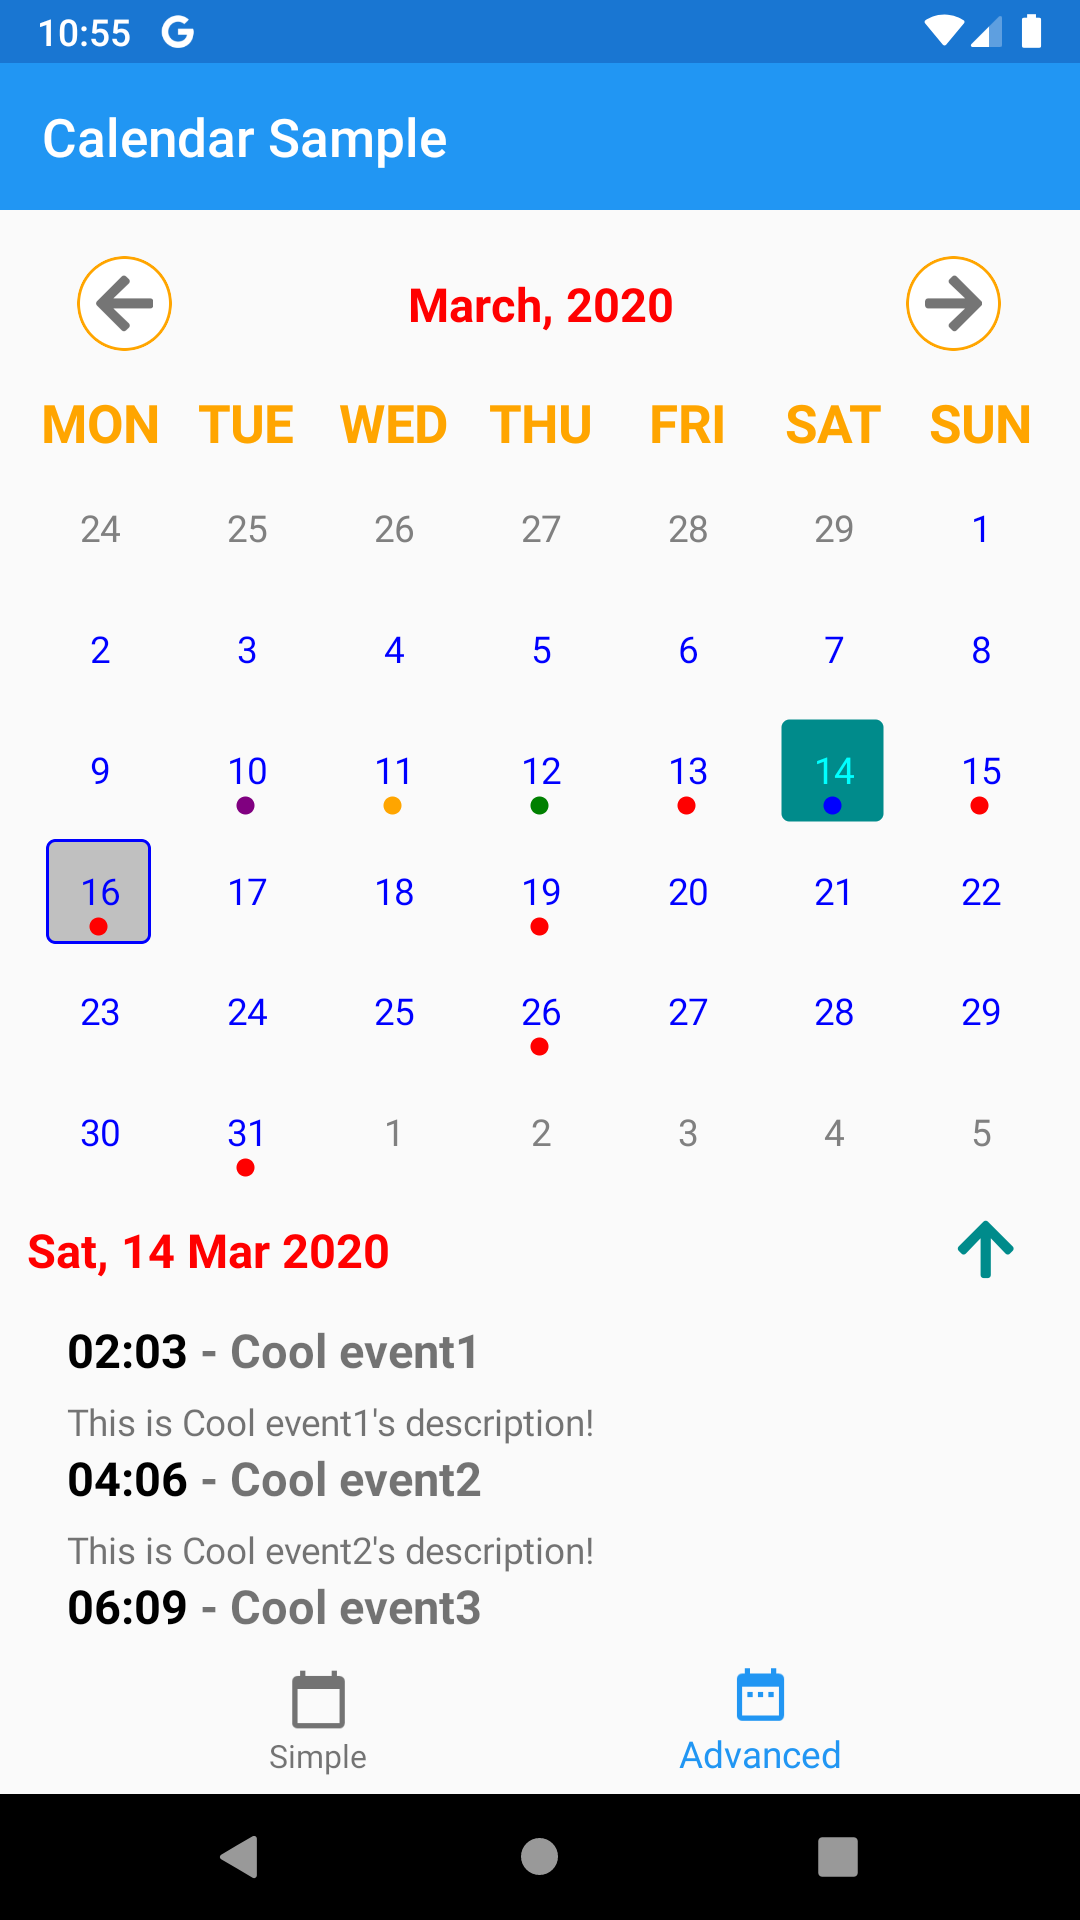 10:55 G
Calendar Sample
March, 2020
MON TUE WED THU FRI SAT SUN
24 25 26 27 28 29 1
2 3 4 5 6 7 8
9 10 11 12 13 14 15
16 17 18 19 20 21 22
23 24 25 26 27 28 29
30 31 1 2 3 4 5
Sat, 14 Mar 2020
02:03 - Cool event1
This is Cool event1's description!
04:06 - Cool event2
This is Cool event2's description!
06:09 - Cool event3
Simple Advanced